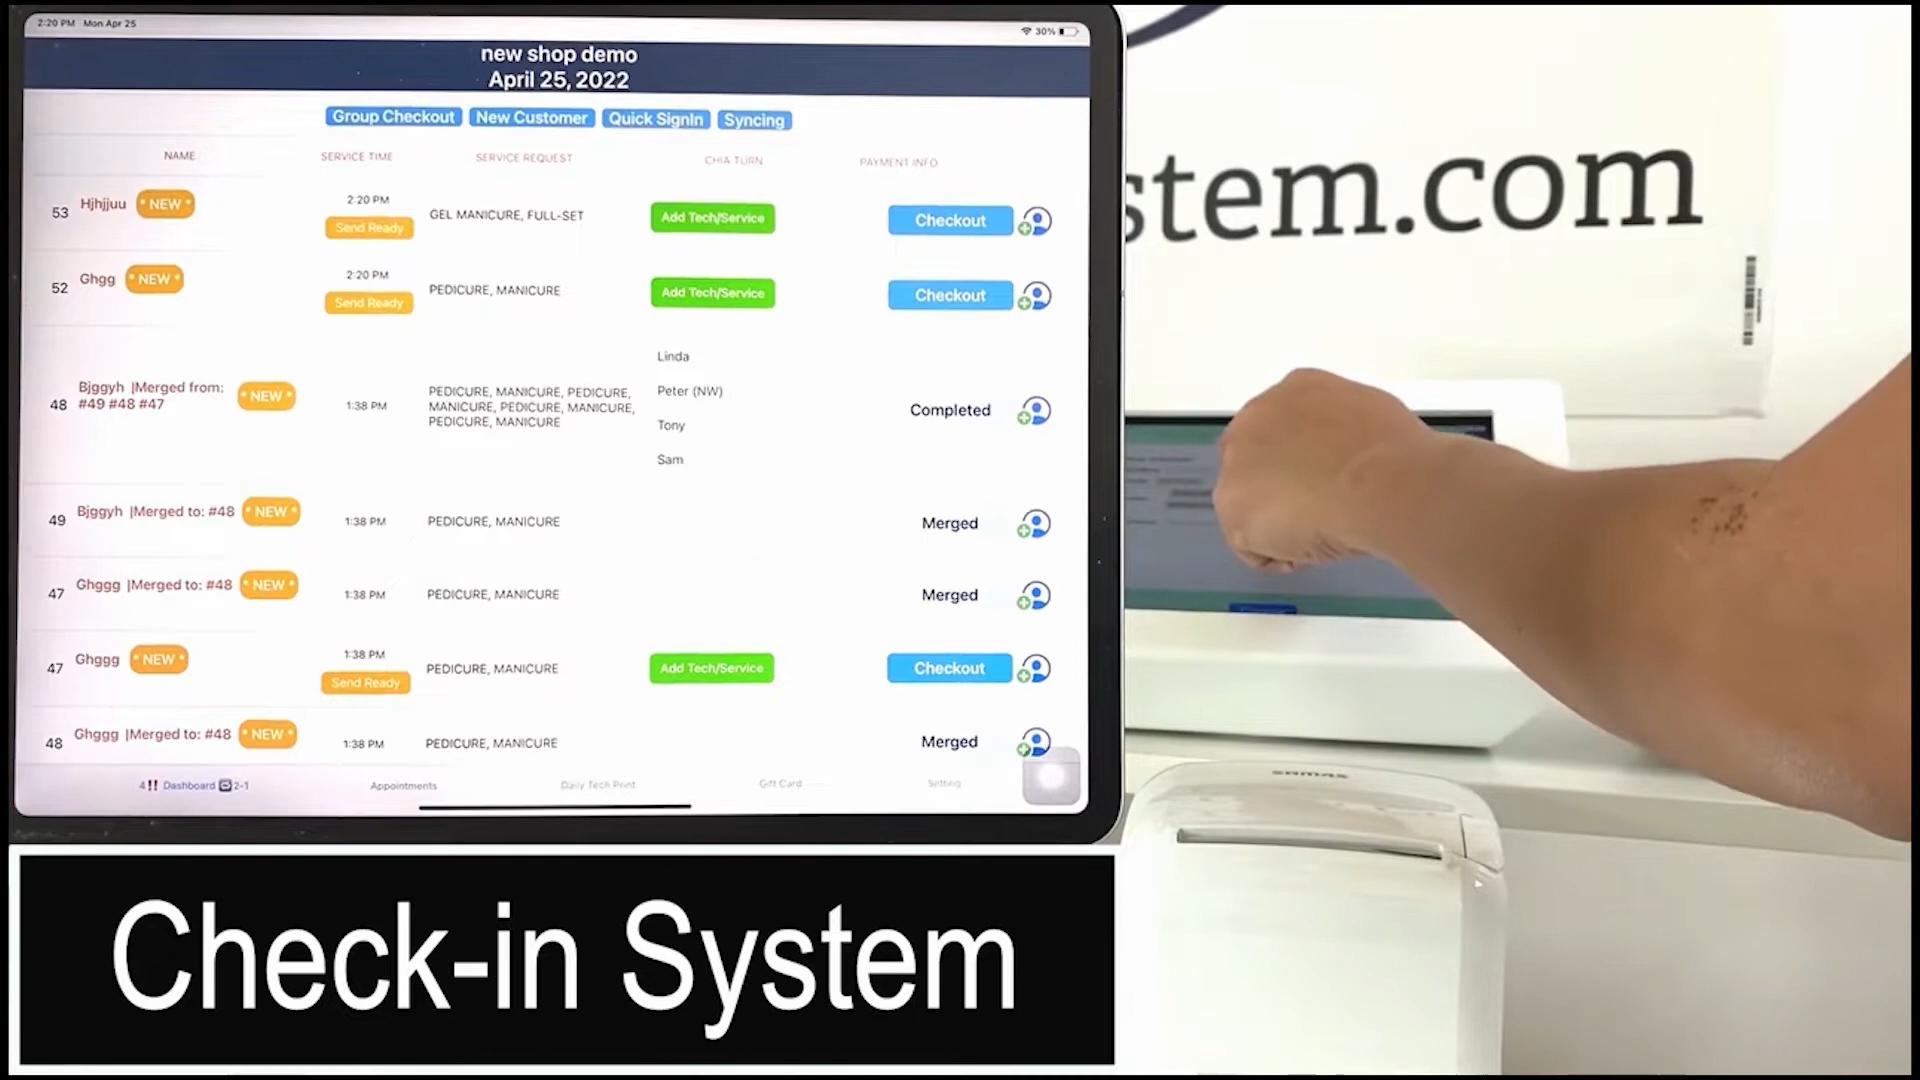 2:20 PM Mon Apr 25
30%
new shop demo
April 25, 2022
Group Checkout New Customer Quick SignIn Syncing
NAME SERVICE TIME SERVICE REQUEST CHIA TURN PAYMENT INFO
53 Hjhjjuu • NEW • 2:20 PM Send Ready GEL MANICURE, FULL-SET Add Tech/Service Checkout
52 Ghgg • NEW • 2:20 PM Send Ready PEDICURE, MANICURE Add Tech/Service Checkout
48 Bjggyh |Merged from: #49 #48 #47 • NEW • 1:38 PM
PEDICURE, MANICURE, PEDICURE,
MANICURE, PEDICURE, MANICURE,
PEDICURE, MANICURE
Linda
Peter (NW)
Tony
Sam
Completed
49 Bjggyh |Merged to: #48 • NEW • 1:38 PM PEDICURE, MANICURE Merged
47 Ghggg |Merged to: #48 • NEW • 1:38 PM PEDICURE, MANICURE Merged
47 Ghggg • NEW • 1:38 PM Send Ready PEDICURE, MANICURE Add Tech/Service Checkout
48 Ghggg |Merged to: #48 • NEW • 1:38 PM PEDICURE, MANICURE Merged
4‼ Dashboard 2-1 Appointments Daily Tech Print Gift Card Setting
stem.com
Check-in System